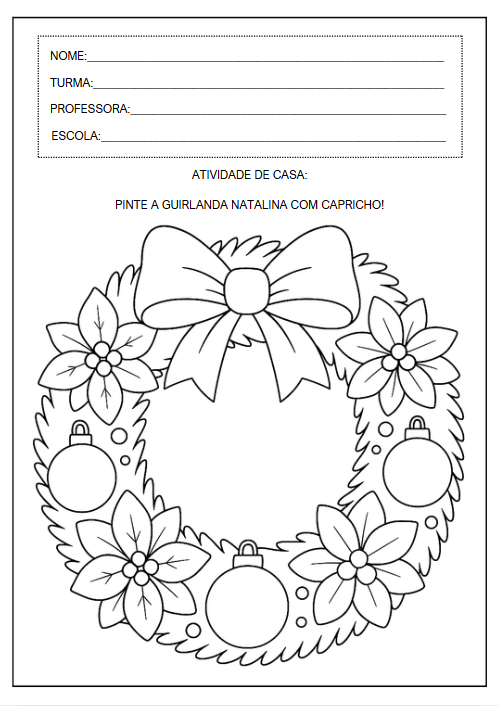 NOME:
TURMA:
PROFESSORA:
ESCOLA:
ATIVIDADE DE CASA:
PINTE A GUIRLANDA NATALINA COM CAPRICHO!